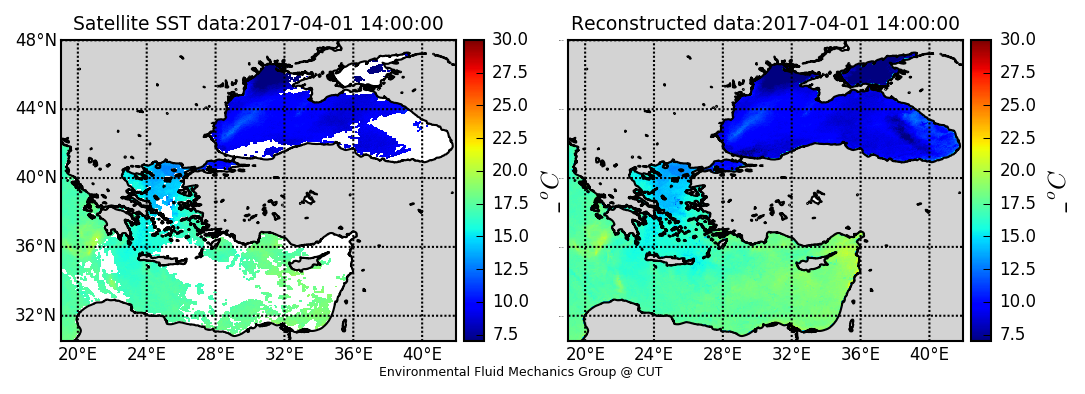 Satellite SST data:2017-04-01 14:00:00
48°N
44°N
40°N
36°N
32°N
20°E 24°E 28°E 32°E 36°E 40°E
30.0
27.5
25.0
22.5
20.0
17.5
15.0
12.5
10.0
7.5
_ °C
Reconstructed data:2017-04-01 14:00:00
20°E 24°E 28°E 32°E 36°E 40°E
30.0
27.5
25.0
22.5
20.0
17.5
15.0
12.5
10.0
7.5
_ °C
Environmental Fluid Mechanics Group @ CUT